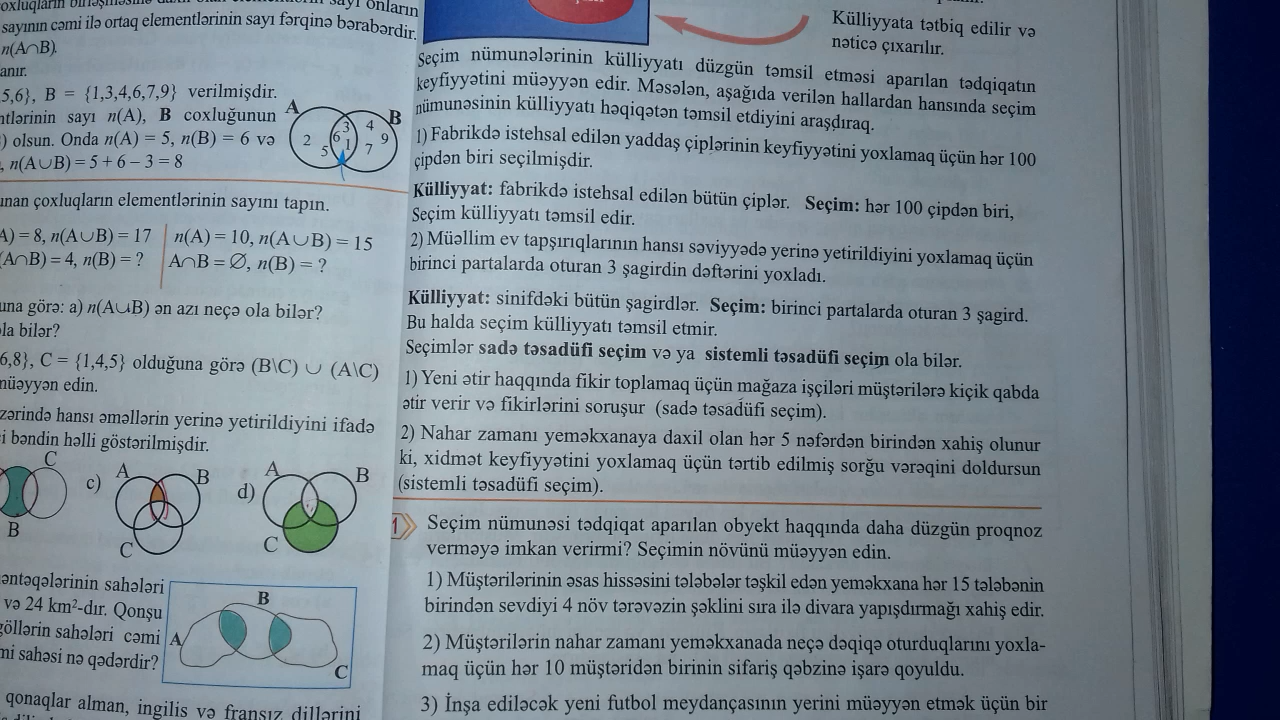 sayının cəmi ilə ortaq elementlərinin sayı fərqinə bərabərdir.
n(A∩B).
anır.
5,6}, B = {1,3,4,6,7,9} verilmişdir.
ntlərinin sayı n(A), B coxluğunun
) olsun. Onda n(A) = 5, n(B) = 6 və
, n(A∪B) = 5 + 6 – 3 = 8
A
B
2
5
6
3
1
4
9
7
unan çoxluqların elementlərinin sayını tapın.
A) = 8, n(A∪B) = 17
(A∩B) = 4, n(B) = ?
n(A) = 10, n(A∪B) = 15
A∩B = ∅, n(B) = ?
una görə: a) n(A∪B) ən azı neçə ola bilər?
ola bilər?
6,8}, C = {1,4,5} olduğuna görə (B\C) ∪ (A\C)
müəyyən edin.
zərində hansı əməllərin yerinə yetirildiyini ifadə
i bəndin həlli göstərilmişdir.
C
B
c)
A
B
C
d)
A
B
C
əntəqələrinin sahələri
və 24 km²-dır. Qonşu
göllərin sahələri cəmi
mi sahəsi nə qədərdir?
B
A
C
qonaqlar alman, ingilis və fransız dillərini
Külliyyata tətbiq edilir və
nəticə çıxarılır.
Seçim nümunələrinin külliyyatı düzgün təmsil etməsi aparılan tədqiqatın
keyfiyyətini müəyyən edir. Məsələn, aşağıda verilən hallardan hansında seçim
nümunəsinin külliyyatı həqiqətən təmsil etdiyini araşdıraq.
1) Fabrikdə istehsal edilən yaddaş çiplərinin keyfiyyətini yoxlamaq üçün hər 100
çipdən biri seçilmişdir.
Külliyyat: fabrikdə istehsal edilən bütün çiplər. Seçim: hər 100 çipdən biri,
Seçim külliyyatı təmsil edir.
2) Müəllim ev tapşırıqlarının hansı səviyyədə yerinə yetirildiyini yoxlamaq üçün
birinci partalarda oturan 3 şagirdin dəftərini yoxladı.
Külliyyat: sinifdəki bütün şagirdlər. Seçim: birinci partalarda oturan 3 şagird.
Bu halda seçim külliyyatı təmsil etmir.
Seçimlər sadə təsadüfi seçim və ya sistemli təsadüfi seçim ola bilər.
1) Yeni ətir haqqında fikir toplamaq üçün mağaza işçiləri müştərilərə kiçik qabda
ətir verir və fikirlərini soruşur (sadə təsadüfi seçim).
2) Nahar zamanı yeməkxanaya daxil olan hər 5 nəfərdən birindən xahiş olunur
ki, xidmət keyfiyyətini yoxlamaq üçün tərtib edilmiş sorğu vərəqini doldursun
(sistemli təsadüfi seçim).
1
Seçim nümunəsi tədqiqat aparılan obyekt haqqında daha düzgün proqnoz
verməyə imkan verirmi? Seçimin növünü müəyyən edin.
1) Müştərilərinin əsas hissəsini tələbələr təşkil edən yeməkxana hər 15 tələbənin
birindən sevdiyi 4 növ tərəvəzin şəklini sıra ilə divara yapışdırmağı xahiş edir.
2) Müştərilərin nahar zamanı yeməkxanada neçə dəqiqə oturduqlarını yoxla-
maq üçün hər 10 müştəridən birinin sifariş qəbzinə işarə qoyuldu.
3) İnşa ediləcək yeni futbol meydançasının yerini müəyyən etmək üçün bir